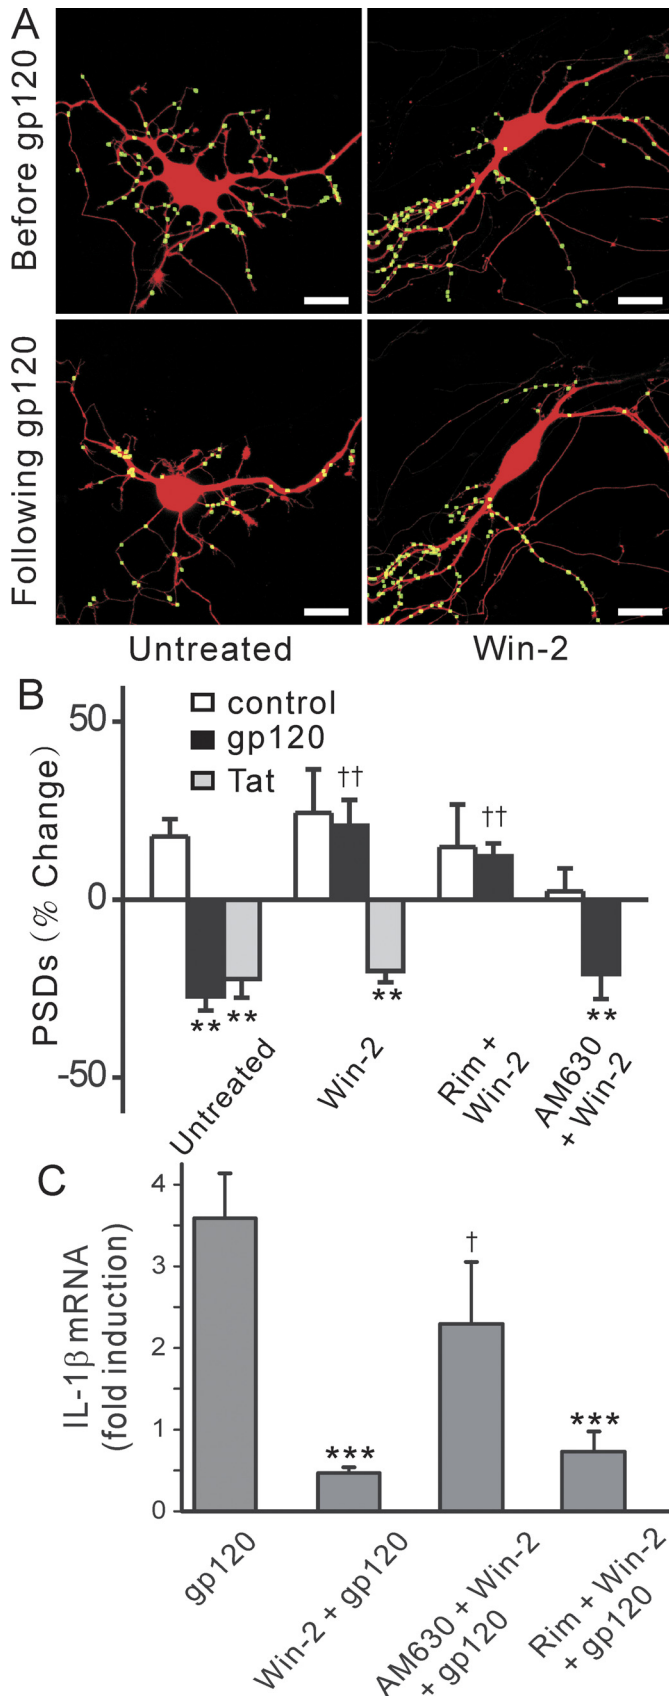 A
Before gp120
Following gp120
Untreated
Win-2
B
control
gp120
Tat
PSDs (% Change)
50
0
-50
††
††
**
**
**
**
Untreated
Win-2
Rim +
Win-2
AM630
+ Win-2
C
IL-1β mRNA
(fold induction)
4
3
2
1
0
***
†
***
gp120
Win-2 + gp120
AM630 + Win-2
+ gp120
Rim + Win-2
+ gp120